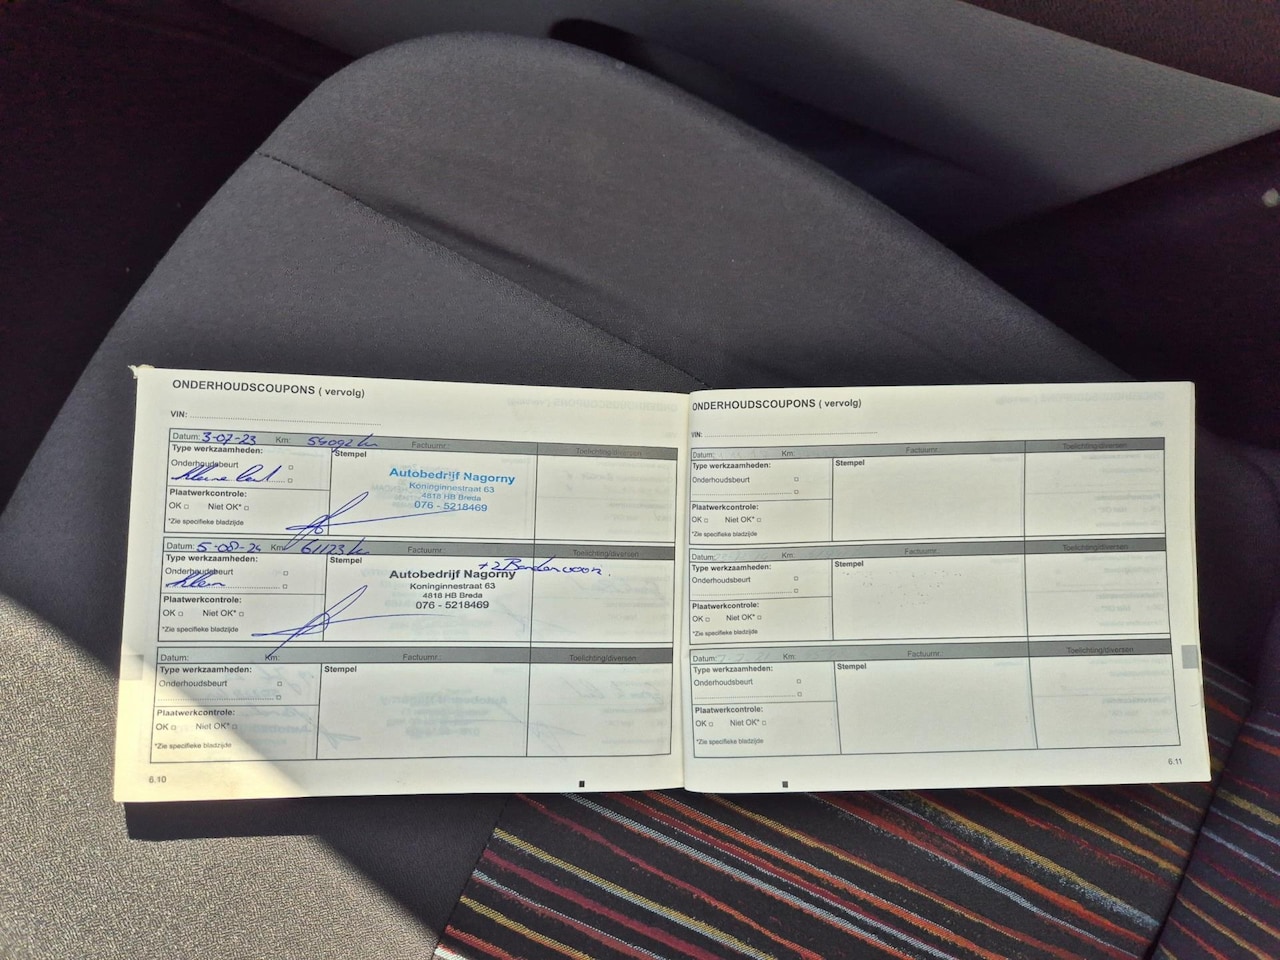 ONDERHOUDSCOUPONS ( vervolg)
VIN:
Datum: 3-07-23 Km: 55092 km Factuurnr.: Toelichting/diversen
Type werkzaamheden: Stempel
Onderhoudsbeurt
kleine beurt
Plaatwerkcontrole:
OK Niet OK*
*Zie specifieke bladzijde
Autobedrijf Nagorny
Koninginnestraat 63
4818 HB Breda
076 - 5218469
Datum: 5-08-24 Km: 61123 km Factuurnr.: Toelichting/diversen
Type werkzaamheden: Stempel
+2 Banden voor.
Onderhoudsbeurt
klein
Plaatwerkcontrole:
OK Niet OK*
*Zie specifieke bladzijde
Autobedrijf Nagorny
Koninginnestraat 63
4818 HB Breda
076 - 5218469
Datum: Km: Factuurnr.: Toelichting/diversen
Type werkzaamheden: Stempel
Onderhoudsbeurt
Plaatwerkcontrole:
OK Niet OK*
*Zie specifieke bladzijde
6.10
ONDERHOUDSCOUPONS ( vervolg)
VIN:
Datum: Km: Factuurnr.: Toelichting/diversen
Type werkzaamheden: Stempel
Onderhoudsbeurt
Plaatwerkcontrole:
OK Niet OK*
*Zie specifieke bladzijde
Datum: Km: Factuurnr.: Toelichting/diversen
Type werkzaamheden: Stempel
Onderhoudsbeurt
Plaatwerkcontrole:
OK Niet OK*
*Zie specifieke bladzijde
Datum: Km: Factuurnr.: Toelichting/diversen
Type werkzaamheden: Stempel
Onderhoudsbeurt
Plaatwerkcontrole:
OK Niet OK*
*Zie specifieke bladzijde
6.11